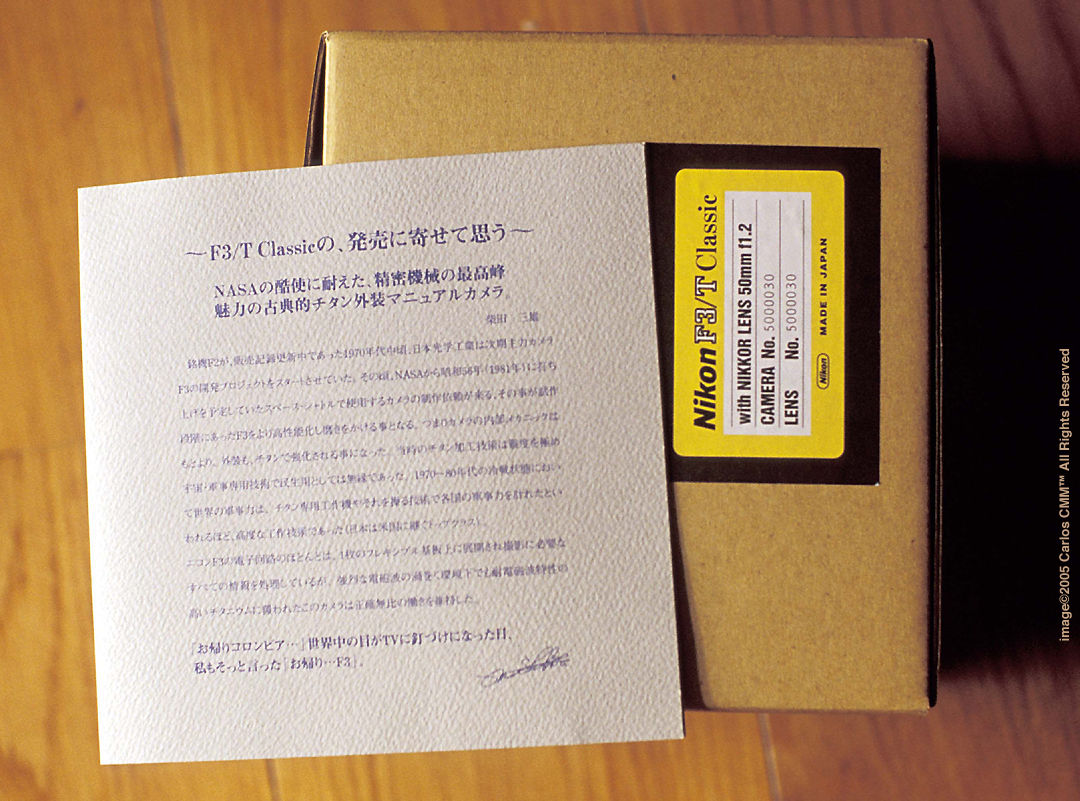 ～F3/T Classicの、発売に寄せて思う～
NASAの酷使に耐えた、精密機械の最高峰
魅力の古典的チタン外装マニュアルカメラ。
柴田 三雄
銘機F2が、販売記録更新中であった1970年代中頃、日本光学工業は次期主力カメラ
F3の開発プロジェクトをスタートさせていた。その頃、NASAから昭和56年(1981年)に打ち
上げを予定していたスペース・シャトルで使用するカメラの制作依頼が来る。その事が試作
段階にあったF3をより高性能化し磨きをかける事となる。つまりカメラの内部メカニックは
もとより、外装も、チタンで強化される事になった。当時のチタン加工技術は難度を極め
宇宙・軍事専用技術で民生用としては無縁であった。1970～80年代の冷戦状態におい
て世界の軍事力は、チタン専用工作機やそれを操る技術で各国の軍事力を計れたとい
われるほど、高度な工作技術であった(日本は米国に継ぐトップクラス)。
ニコンF3の電子回路のほとんどは、1枚のフレキシブル基板上に展開され撮影に必要な
すべての情報を処理しているが、強烈な電磁波の渦巻く環境下でも耐電磁波特性の
高いチタニウムに覆われたこのカメラは正確無比の働きを維持した。
「お帰りコロンビア…」世界中の目がTVに釘づけになった日、
私もそっと言った「お帰り…F3」。
Nikon F3/T Classic
with NIKKOR LENS 50mm f1.2
CAMERA No. 5000030
LENS No. 5000030
Nikon MADE IN JAPAN
image©2005 Carlos CMM™ All Rights Reserved